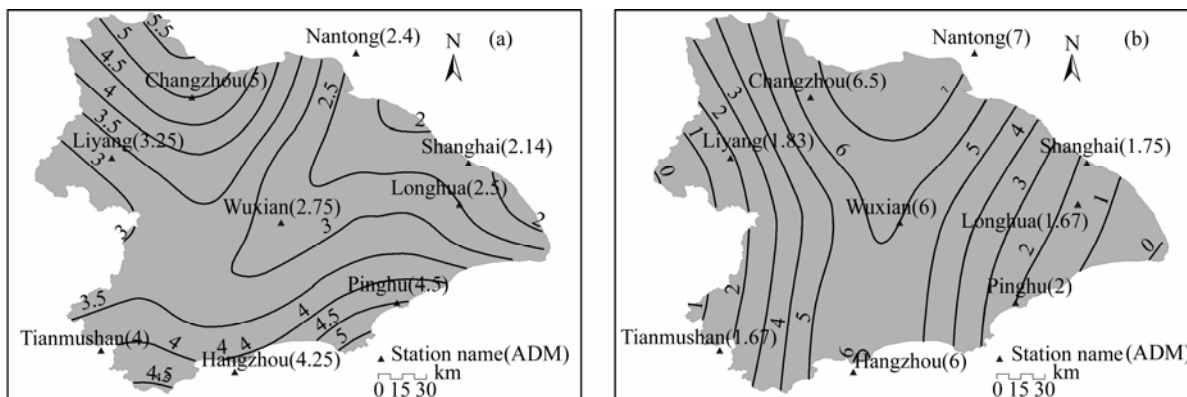 (a)
N
Nantong(2.4)
5.5
5
4.5
4
3.5
3
2.5
2
Changzhou(5)
Liyang(3.25)
Shanghai(2.14)
Longhua(2.5)
Wuxian(2.75)
3
2
3
Pinghu(4.5)
3.5
4
4
4
4
4.5
5
Tianmushan(4)
Hangzhou(4.25)
4.5
Station name(ADM)
0 15 30 km
(b)
N
Nantong(7)
7
Changzhou(6.5)
3
2
1
0
6
5
4
3
Liyang(1.83)
Shanghai(1.75)
Wuxian(6)
Longhua(1.67)
1
2
0
Pinghu(2)
2
1
4
5
Tianmushan(1.67)
6
Hangzhou(6)
Station name(ADM)
0 15 30 km